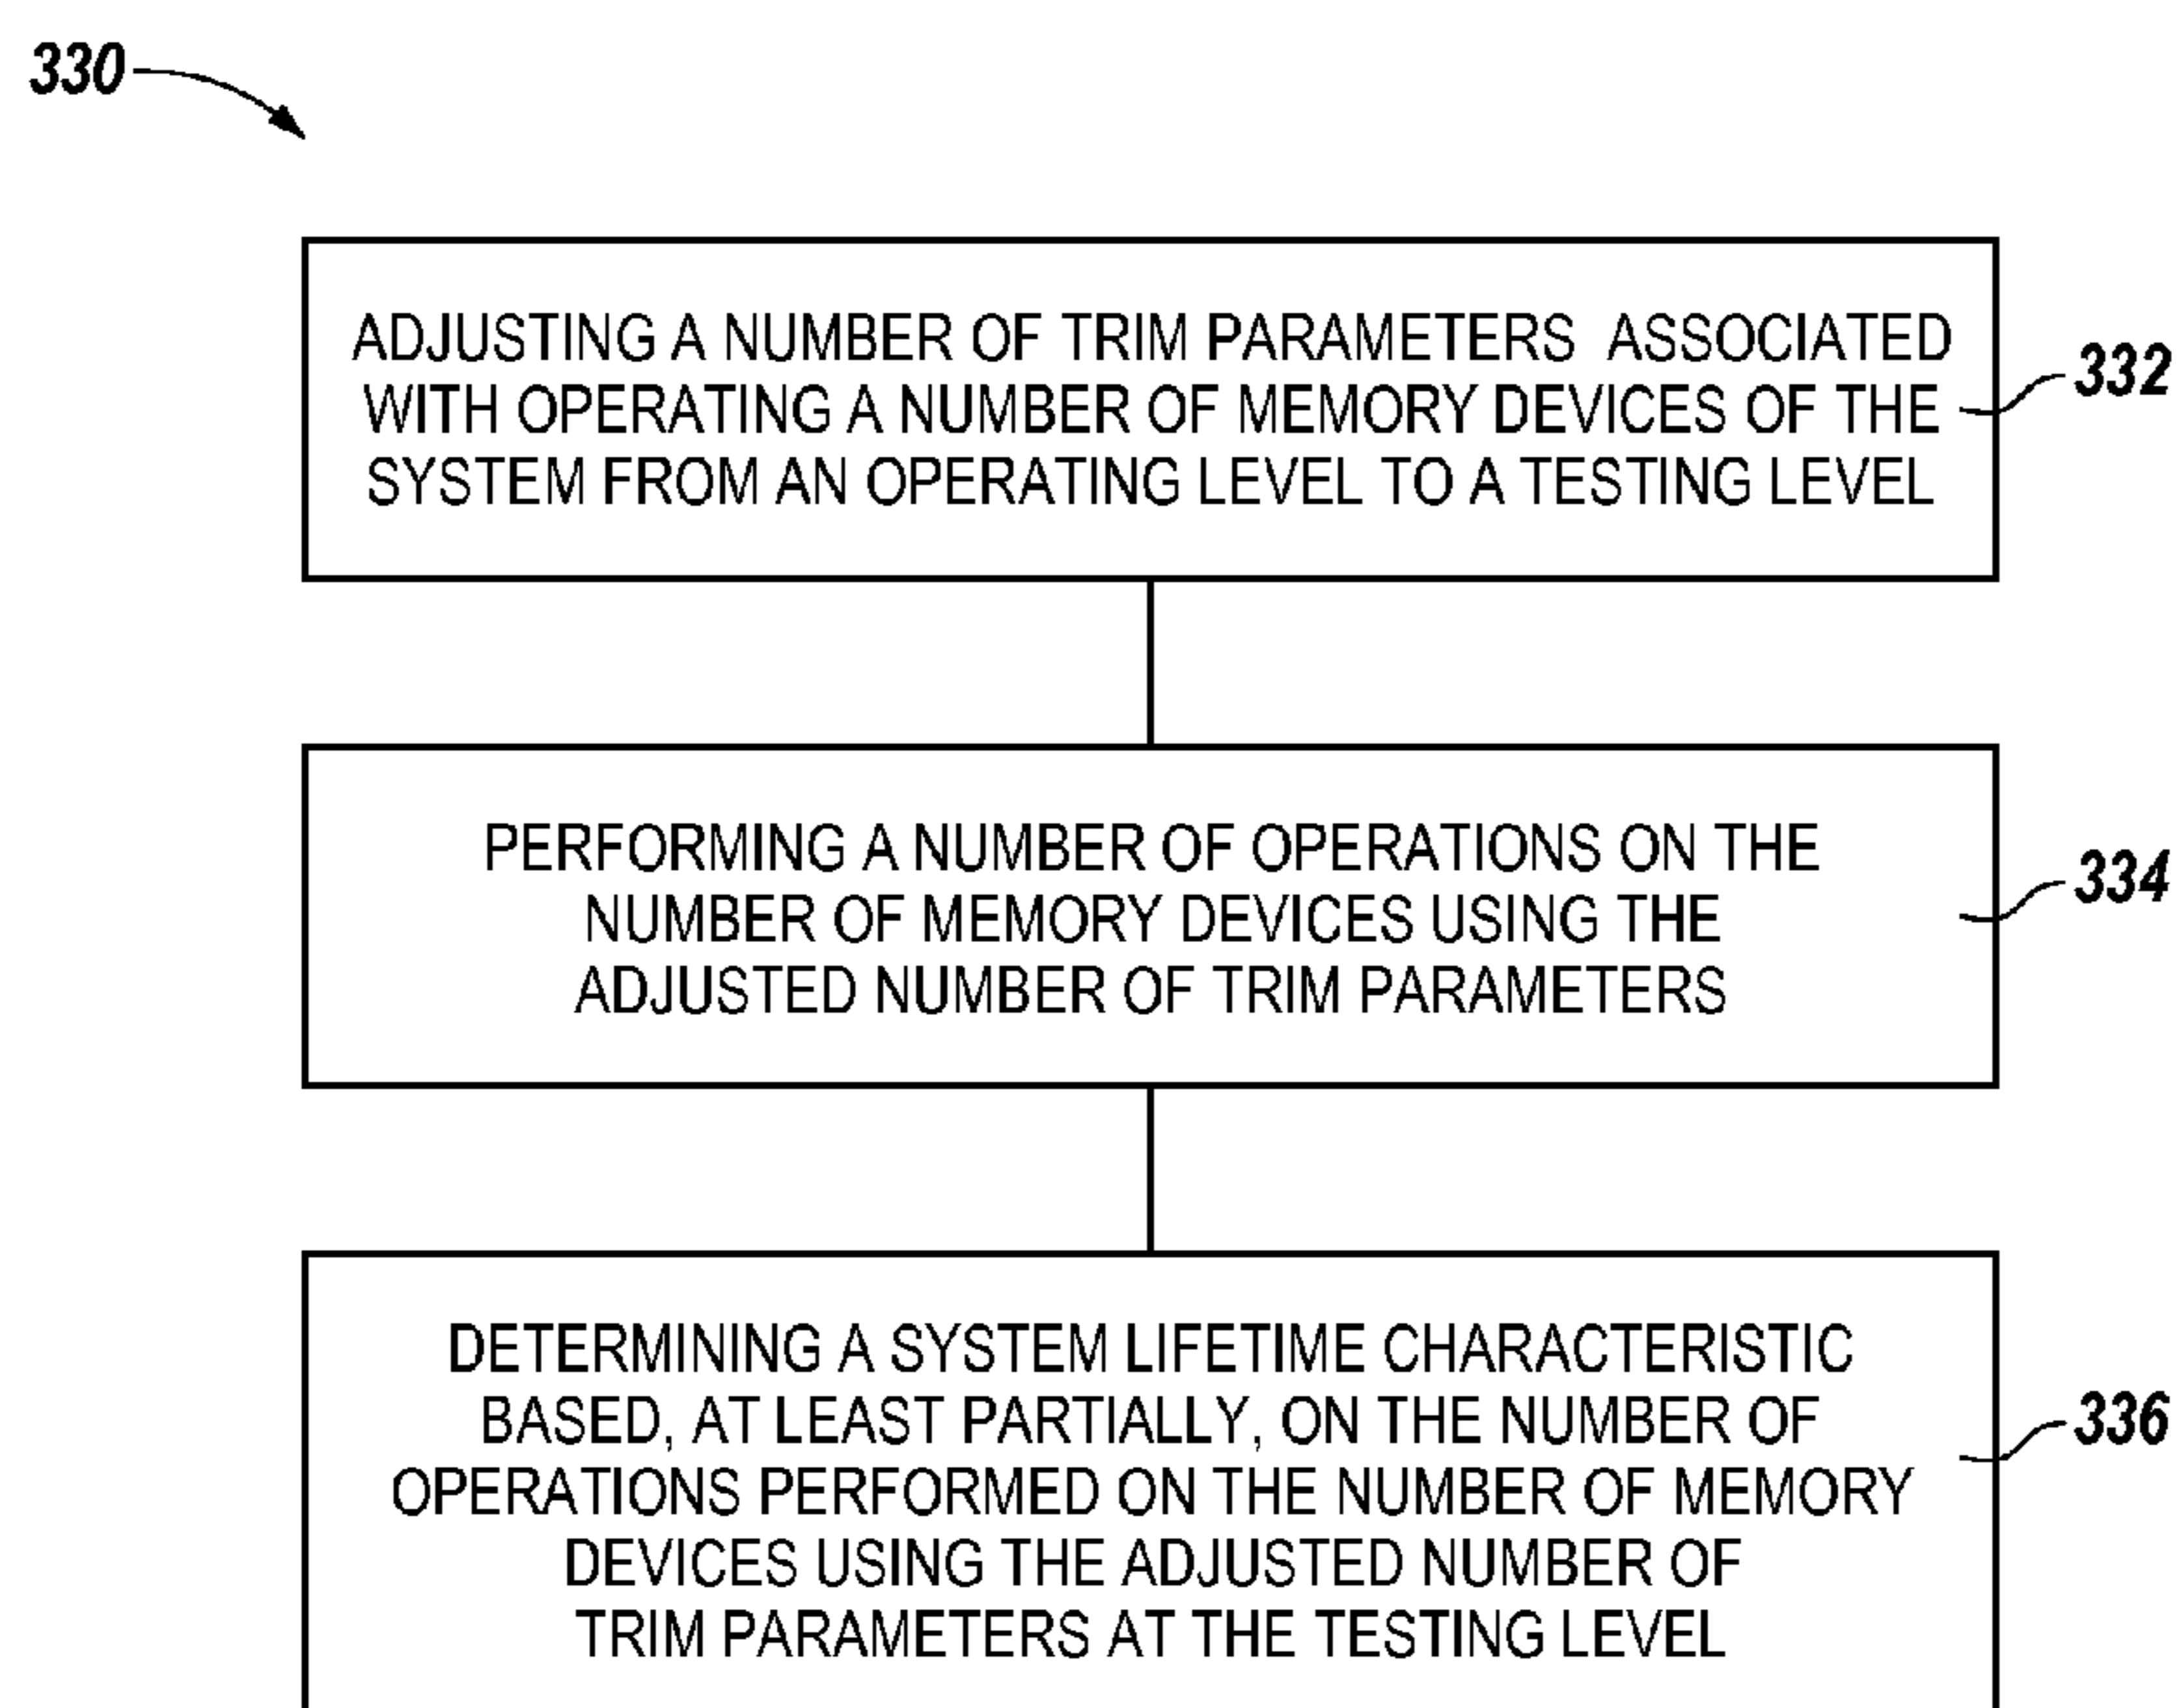 330
ADJUSTING A NUMBER OF TRIM PARAMETERS ASSOCIATED
WITH OPERATING A NUMBER OF MEMORY DEVICES OF THE
SYSTEM FROM AN OPERATING LEVEL TO A TESTING LEVEL
332
PERFORMING A NUMBER OF OPERATIONS ON THE
NUMBER OF MEMORY DEVICES USING THE
ADJUSTED NUMBER OF TRIM PARAMETERS
334
DETERMINING A SYSTEM LIFETIME CHARACTERISTIC
BASED, AT LEAST PARTIALLY, ON THE NUMBER OF
OPERATIONS PERFORMED ON THE NUMBER OF MEMORY
DEVICES USING THE ADJUSTED NUMBER OF
TRIM PARAMETERS AT THE TESTING LEVEL
336